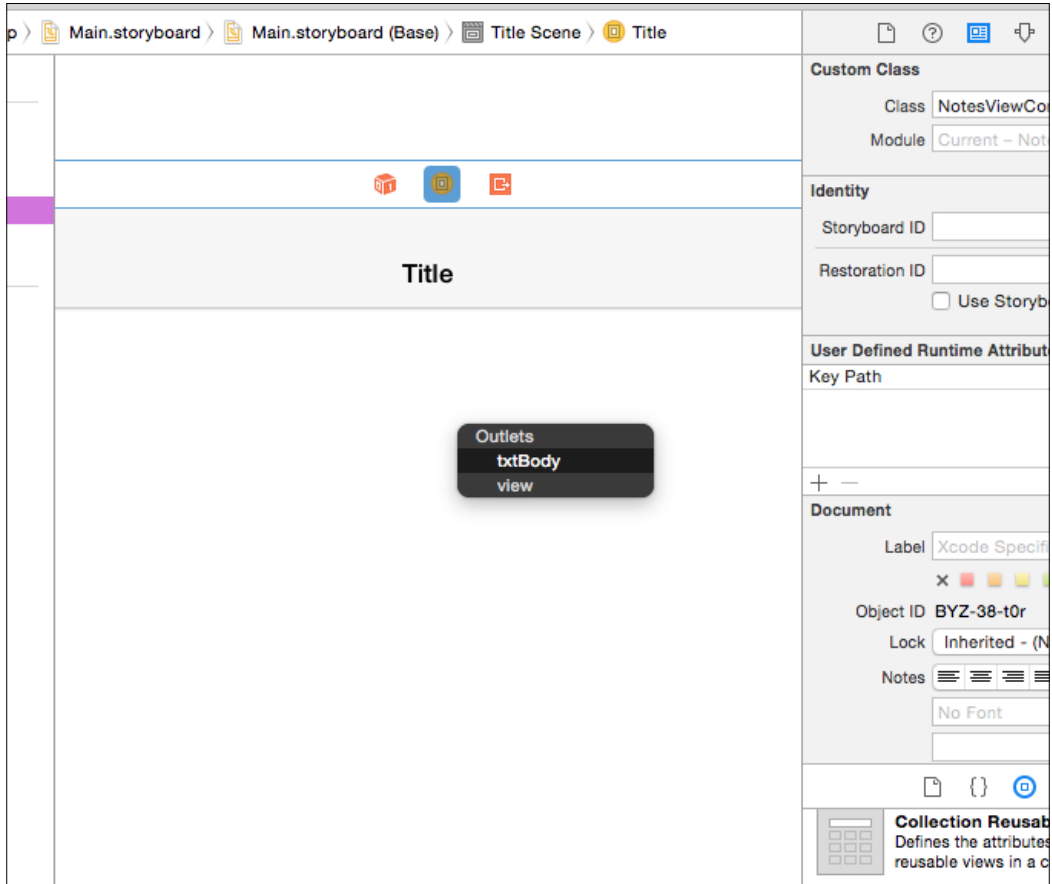 p 〉 Main.storyboard 〉 Main.storyboard (Base) 〉 Title Scene 〉 Title
Title
Outlets
txtBody
view
Custom Class
Class NotesViewCo
Module Current – Not
Identity
Storyboard ID
Restoration ID
Use Storyb
User Defined Runtime Attribut
Key Path
Document
Label Xcode Specifi
Object ID BYZ-38-t0r
Lock Inherited - (N
Notes
No Font
Collection Reusab
Defines the attributes
reusable views in a c